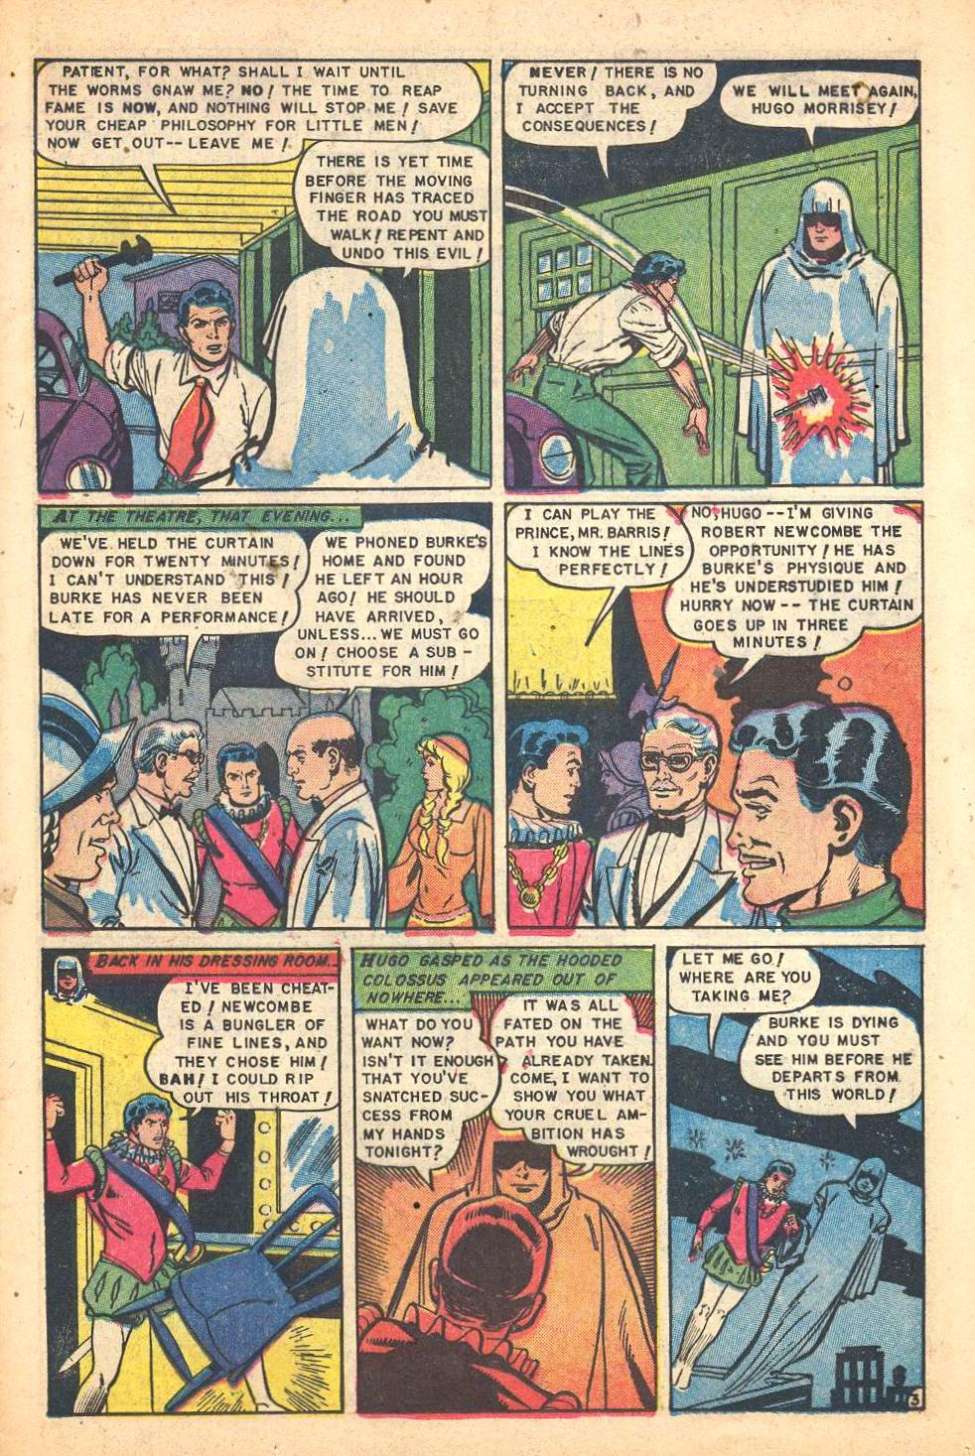 PATIENT, FOR WHAT? SHALL I WAIT UNTIL
THE WORMS GNAW ME? NO! THE TIME TO REAP
FAME IS NOW, AND NOTHING WILL STOP ME! SAVE
YOUR CHEAP PHILOSOPHY FOR LITTLE MEN!
NOW GET OUT-- LEAVE ME!
THERE IS YET TIME
BEFORE THE MOVING
FINGER HAS TRACED
THE ROAD YOU MUST
WALK! REPENT AND
UNDO THIS EVIL!
NEVER! THERE IS NO
TURNING BACK, AND
I ACCEPT THE
CONSEQUENCES!
WE WILL MEET AGAIN,
HUGO MORRISEY!
AT THE THEATRE, THAT EVENING...
WE'VE HELD THE CURTAIN
DOWN FOR TWENTY MINUTES!
I CAN'T UNDERSTAND THIS!
BURKE HAS NEVER BEEN
LATE FOR A PERFORMANCE!
WE PHONED BURKE'S
HOME AND FOUND
HE LEFT AN HOUR
AGO! HE SHOULD
HAVE ARRIVED,
UNLESS... WE MUST GO
ON! CHOOSE A SUB-
STITUTE FOR HIM!
I CAN PLAY THE
PRINCE, MR. BARRIS!
I KNOW THE LINES
PERFECTLY!
NO, HUGO -- I'M GIVING
ROBERT NEWCOMBE THE
OPPORTUNITY! HE HAS
BURKE'S PHYSIQUE AND
HE'S UNDERSTUDIED HIM!
HURRY NOW -- THE CURTAIN
GOES UP IN THREE
MINUTES!
BACK IN HIS DRESSING ROOM...
I'VE BEEN CHEAT-
ED! NEWCOMBE
IS A BUNGLER OF
FINE LINES, AND
THEY CHOSE HIM!
BAH! I COULD RIP
OUT HIS THROAT!
HUGO GASPED AS THE HOODED
COLOSSUS APPEARED OUT OF
NOWHERE...
WHAT DO YOU
WANT NOW?
ISN'T IT ENOUGH
THAT YOU'VE
SNATCHED SUC-
CESS FROM
MY HANDS
TONIGHT?
IT WAS ALL
FATED ON THE
PATH YOU HAVE
ALREADY TAKEN.
COME, I WANT TO
SHOW YOU WHAT
YOUR CRUEL AM-
BITION HAS
WROUGHT!
LET ME GO!
WHERE ARE YOU
TAKING ME?
BURKE IS DYING
AND YOU MUST
SEE HIM BEFORE HE
DEPARTS FROM
THIS WORLD!
3